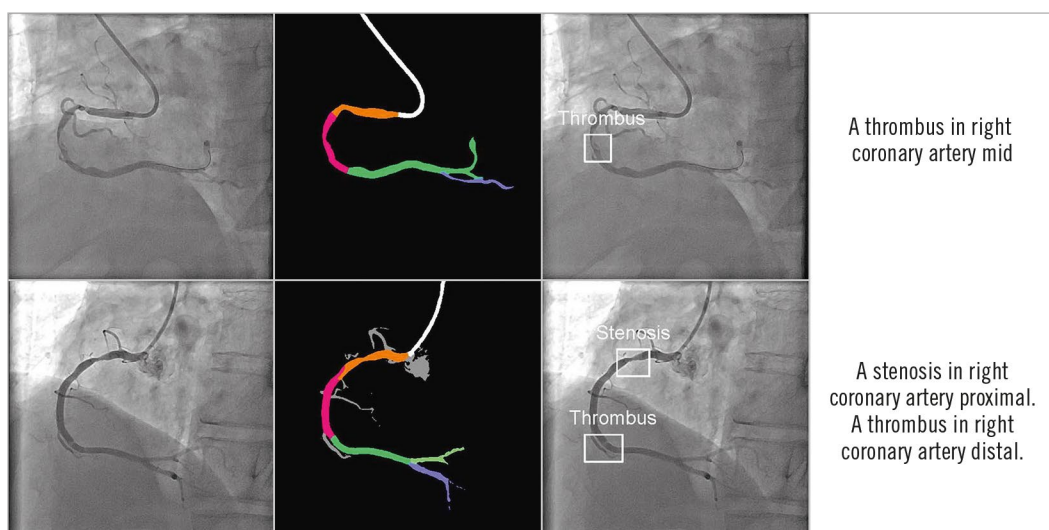 Thrombus
A thrombus in right
coronary artery mid
Stenosis
Thrombus
A stenosis in right
coronary artery proximal.
A thrombus in right
coronary artery distal.